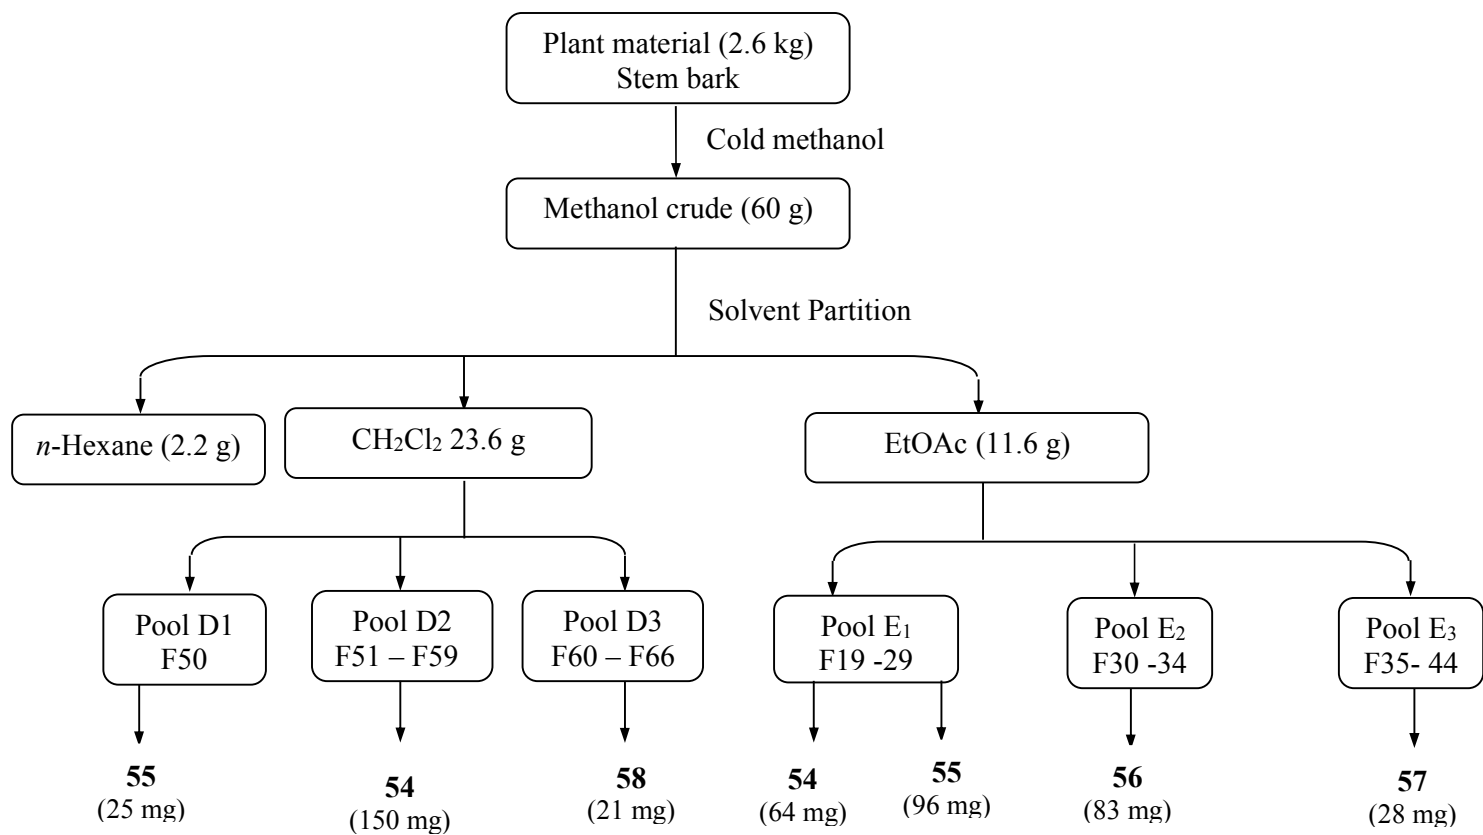 Plant material (2.6 kg)
Stem bark
Cold methanol
Methanol crude (60 g)
Solvent Partition
n-Hexane (2.2 g)
CH₂Cl₂ 23.6 g
EtOAc (11.6 g)
Pool D1
F50
Pool D2
F51 – F59
Pool D3
F60 – F66
Pool E₁
F19 -29
Pool E₂
F30 -34
Pool E₃
F35- 44
55
(25 mg)
54
(150 mg)
58
(21 mg)
54
(64 mg)
55
(96 mg)
56
(83 mg)
57
(28 mg)